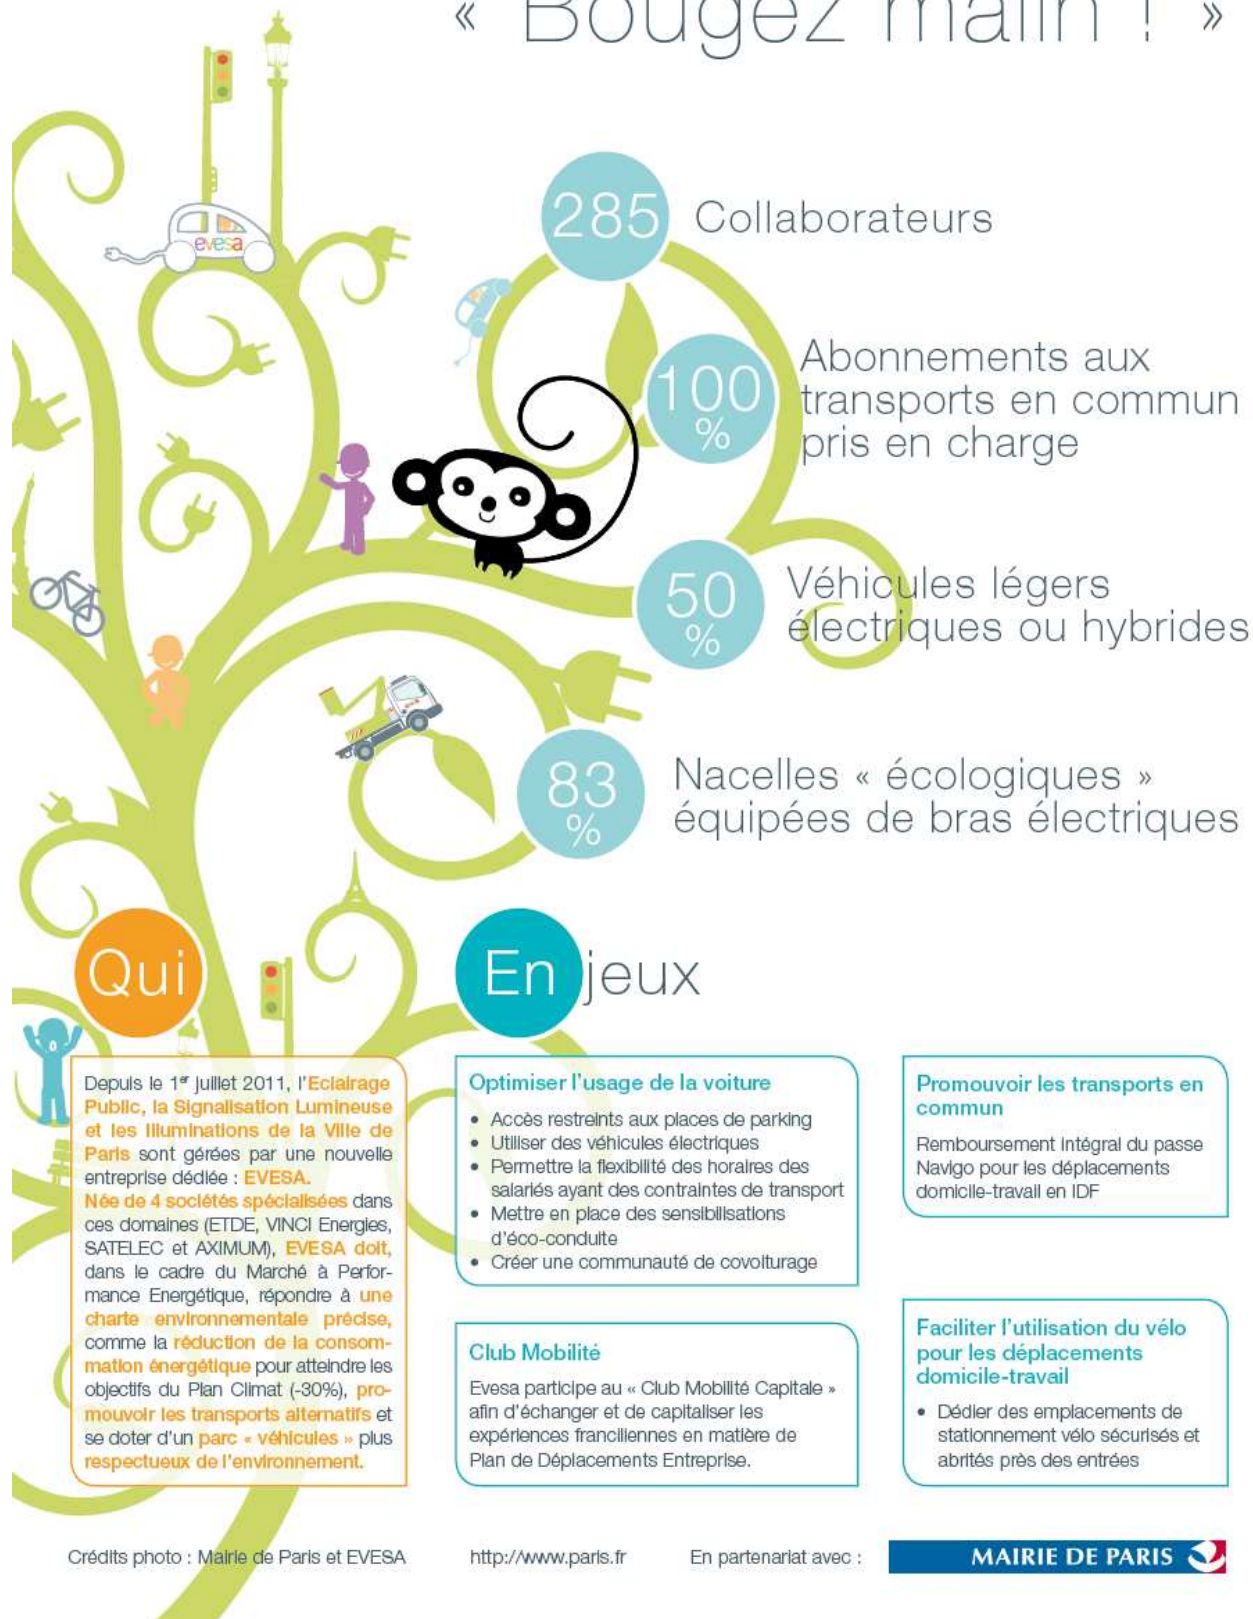 « Bougez malin ! »
evesa
285
Collaborateurs
100
%
Abonnements aux
transports en commun
pris en charge
50
%
Véhicules légers
électriques ou hybrides
83
%
Nacelles « écologiques »
équipées de bras électriques
Qui
En jeux
Depuis le 1er juillet 2011, l'Eclairage
Public, la Signalisation Lumineuse
et les Illuminations de la Ville de
Paris sont gérées par une nouvelle
entreprise dédiée : EVESA.
Née de 4 sociétés spécialisées dans
ces domaines (ETDE, VINCI Energies,
SATELEC et AXIMUM), EVESA doit,
dans le cadre du Marché à Perfor-
mance Energétique, répondre à une
charte environnementale précise,
comme la réduction de la consom-
mation énergétique pour atteindre les
objectifs du Plan Climat (-30%), pro-
mouvoir les transports alternatifs et
se doter d'un parc « véhicules » plus
respectueux de l'environnement.
Optimiser l'usage de la voiture
• Accès restreints aux places de parking
• Utiliser des véhicules électriques
• Permettre la flexibilité des horaires des
salariés ayant des contraintes de transport
• Mettre en place des sensibilisations
d'éco-conduite
• Créer une communauté de covoiturage
Club Mobilité
Evesa participe au « Club Mobilité Capitale »
afin d'échanger et de capitaliser les
expériences franciliennes en matière de
Plan de Déplacements Entreprise.
Promouvoir les transports en
commun
Remboursement intégral du passe
Navigo pour les déplacements
domicile-travail en IDF
Faciliter l'utilisation du vélo
pour les déplacements
domicile-travail
• Dédier des emplacements de
stationnement vélo sécurisés et
abrités près des entrées
Crédits photo : Mairie de Paris et EVESA
http://www.paris.fr
En partenariat avec :
MAIRIE DE PARIS